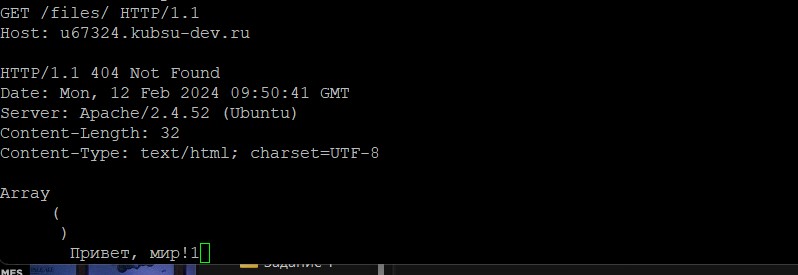 GET /files/ HTTP/1.1
Host: u67324.kubsu-dev.ru
HTTP/1.1 404 Not Found
Date: Mon, 12 Feb 2024 09:50:41 GMT
Server: Apache/2.4.52 (Ubuntu)
Content-Length: 32
Content-Type: text/html; charset=UTF-8
Array
(
)
Привет, мир!1
MES